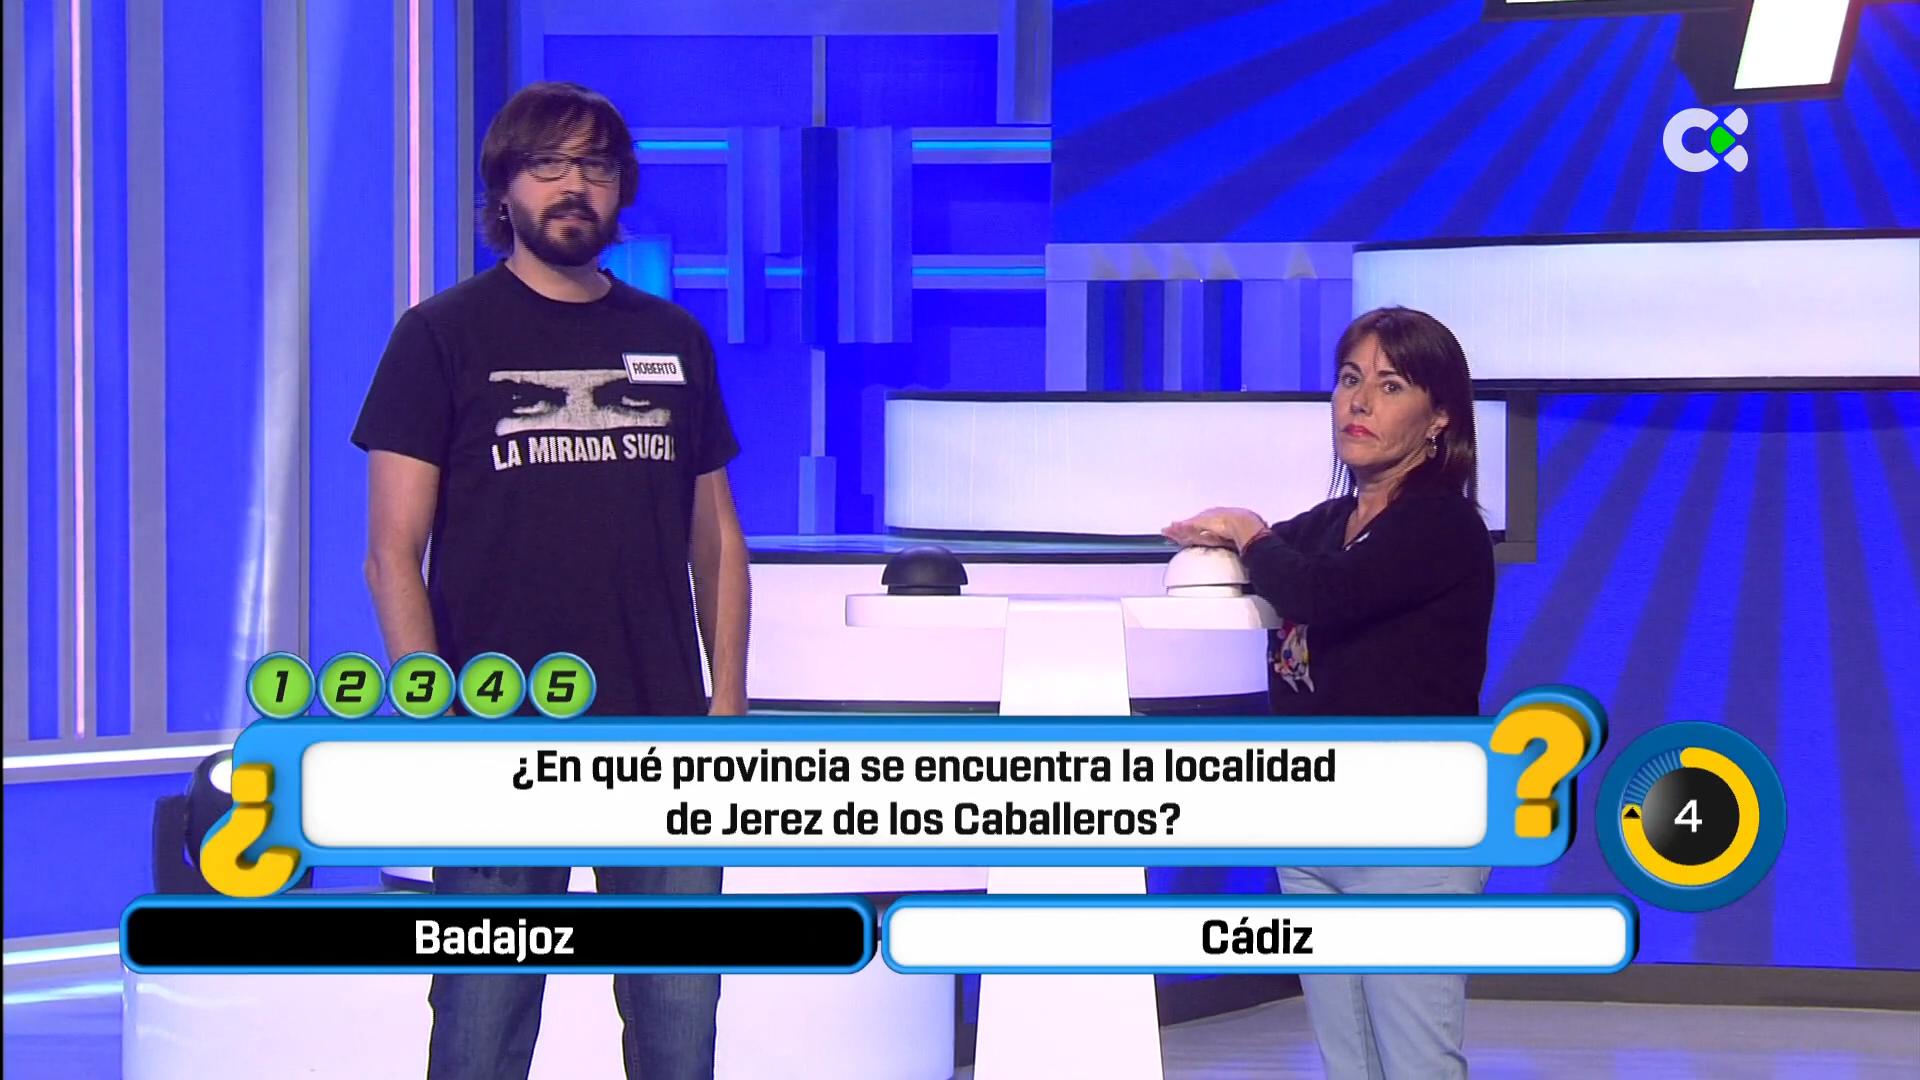 ROBERTO
LA MIRADA SUCI
1 2 3 4 5
¿En qué provincia se encuentra la localidad
de Jerez de los Caballeros?
4
Badajoz
Cádiz